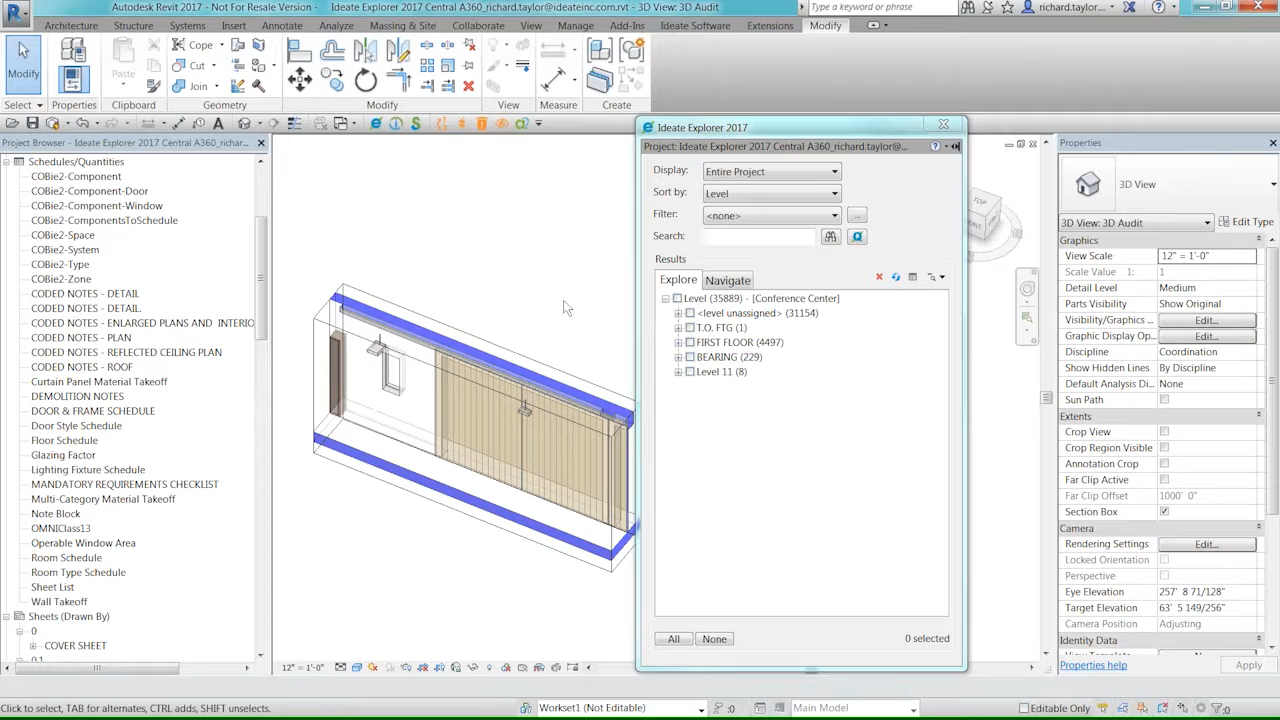 Autodesk Revit 2017 - Not For Resale Version - Ideate Explorer 2017 Central A360_richard.taylor@ideateinc.com.rvt - 3D View: 3D Audit
Type a keyword or phrase
richard.taylor...
Architecture Structure Systems Insert Annotate Analyze Massing & Site Collaborate View Manage Add-Ins Ideate Software Extensions Modify
Modify
Paste
Cope
Cut
Join
Select Properties Clipboard Geometry Modify View Measure Create
Project Browser - Ideate Explorer 2017 Central A360_richar...
Schedules/Quantities
COBie2-Component
COBie2-Component-Door
COBie2-Component-Window
COBie2-ComponentsToSchedule
COBie2-Space
COBie2-System
COBie2-Type
COBie2-Zone
CODED NOTES - DETAIL
CODED NOTES - DETAIL.
CODED NOTES - ENLARGED PLANS AND INTERIO
CODED NOTES - PLAN
CODED NOTES - REFLECTED CEILING PLAN
CODED NOTES - ROOF
Curtain Panel Material Takeoff
DEMOLITION NOTES
DOOR & FRAME SCHEDULE
Door Style Schedule
Floor Schedule
Glazing Factor
Lighting Fixture Schedule
MANDATORY REQUIREMENTS CHECKLIST
Multi-Category Material Takeoff
Note Block
OMNIClass13
Operable Window Area
Room Schedule
Room Type Schedule
Sheet List
Wall Takeoff
Sheets (Drawn By)
0
COVER SHEET
0.1
12" = 1'-0"
Ideate Explorer 2017
Project: Ideate Explorer 2017 Central A360_richard.taylor@...
Display: Entire Project
Sort by: Level
Filter: <none> ...
Search:
Results
Explore Navigate
Level (35889) - [Conference Center]
<level unassigned> (31154)
T.O. FTG (1)
FIRST FLOOR (4497)
BEARING (229)
Level 11 (8)
All None 0 selected
TOP
Properties
3D View
3D View: 3D Audit Edit Type
Graphics
View Scale 12" = 1'-0"
Scale Value 1: 1
Detail Level Medium
Parts Visibility Show Original
Visibility/Graphics ... Edit...
Graphic Display Op... Edit...
Discipline Coordination
Show Hidden Lines By Discipline
Default Analysis Di... None
Sun Path
Extents
Crop View
Crop Region Visible
Annotation Crop
Far Clip Active
Far Clip Offset 1000' 0"
Section Box
Camera
Rendering Settings Edit...
Locked Orientation
Perspective
Eye Elevation 257' 8 71/128"
Target Elevation 63' 5 149/256"
Camera Position Adjusting
Identity Data
Properties help Apply
Click to select, TAB for alternates, CTRL adds, SHIFT unselects.
Workset1 (Not Editable)
:0
Main Model
Editable Only
:0